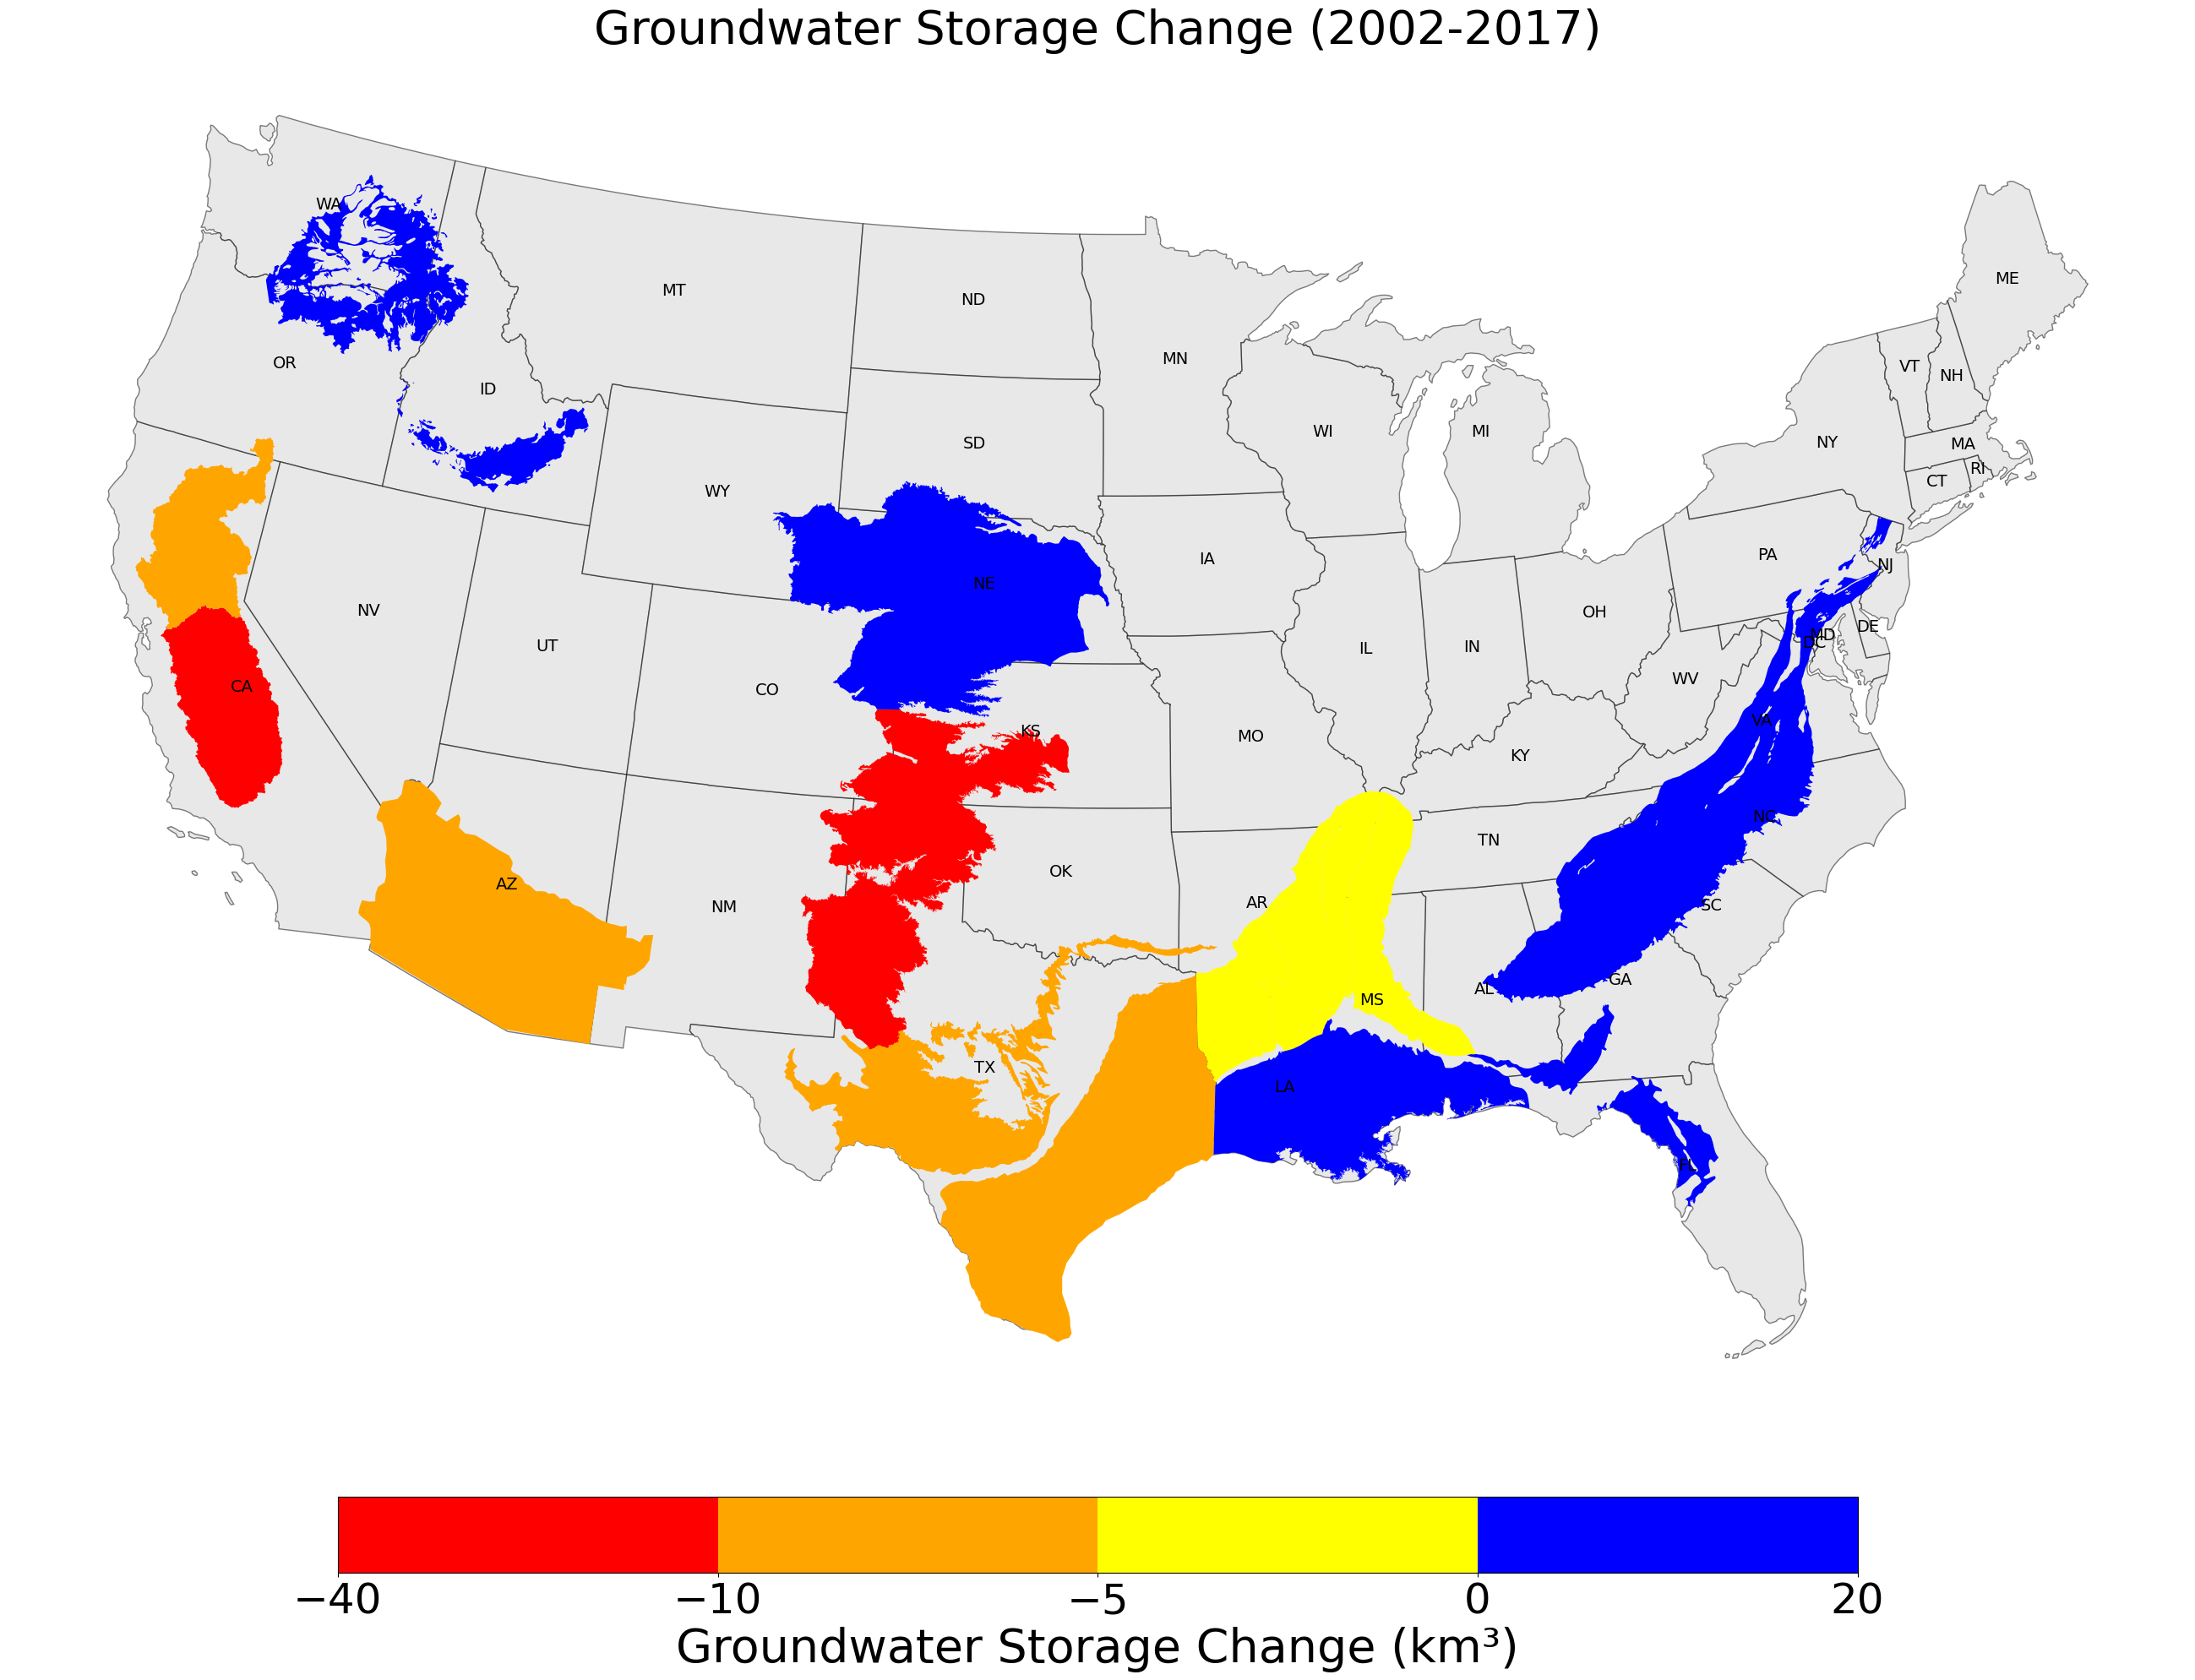 Groundwater Storage Change (2002-2017)
WA
ME
MT
ND
MN
OR
VT
NH
ID
WI
MI
SD
NY
MA
RI
CT
WY
PA
IA
NJ
NE
NV
OH
DE
MD
DC
UT
IL
IN
WV
CA
CO
VA
KS
MO
KY
NC
TN
OK
AZ
AR
NM
SC
GA
AL
MS
TX
LA
FL
−40
−10
−5
0
20
Groundwater Storage Change (km³)